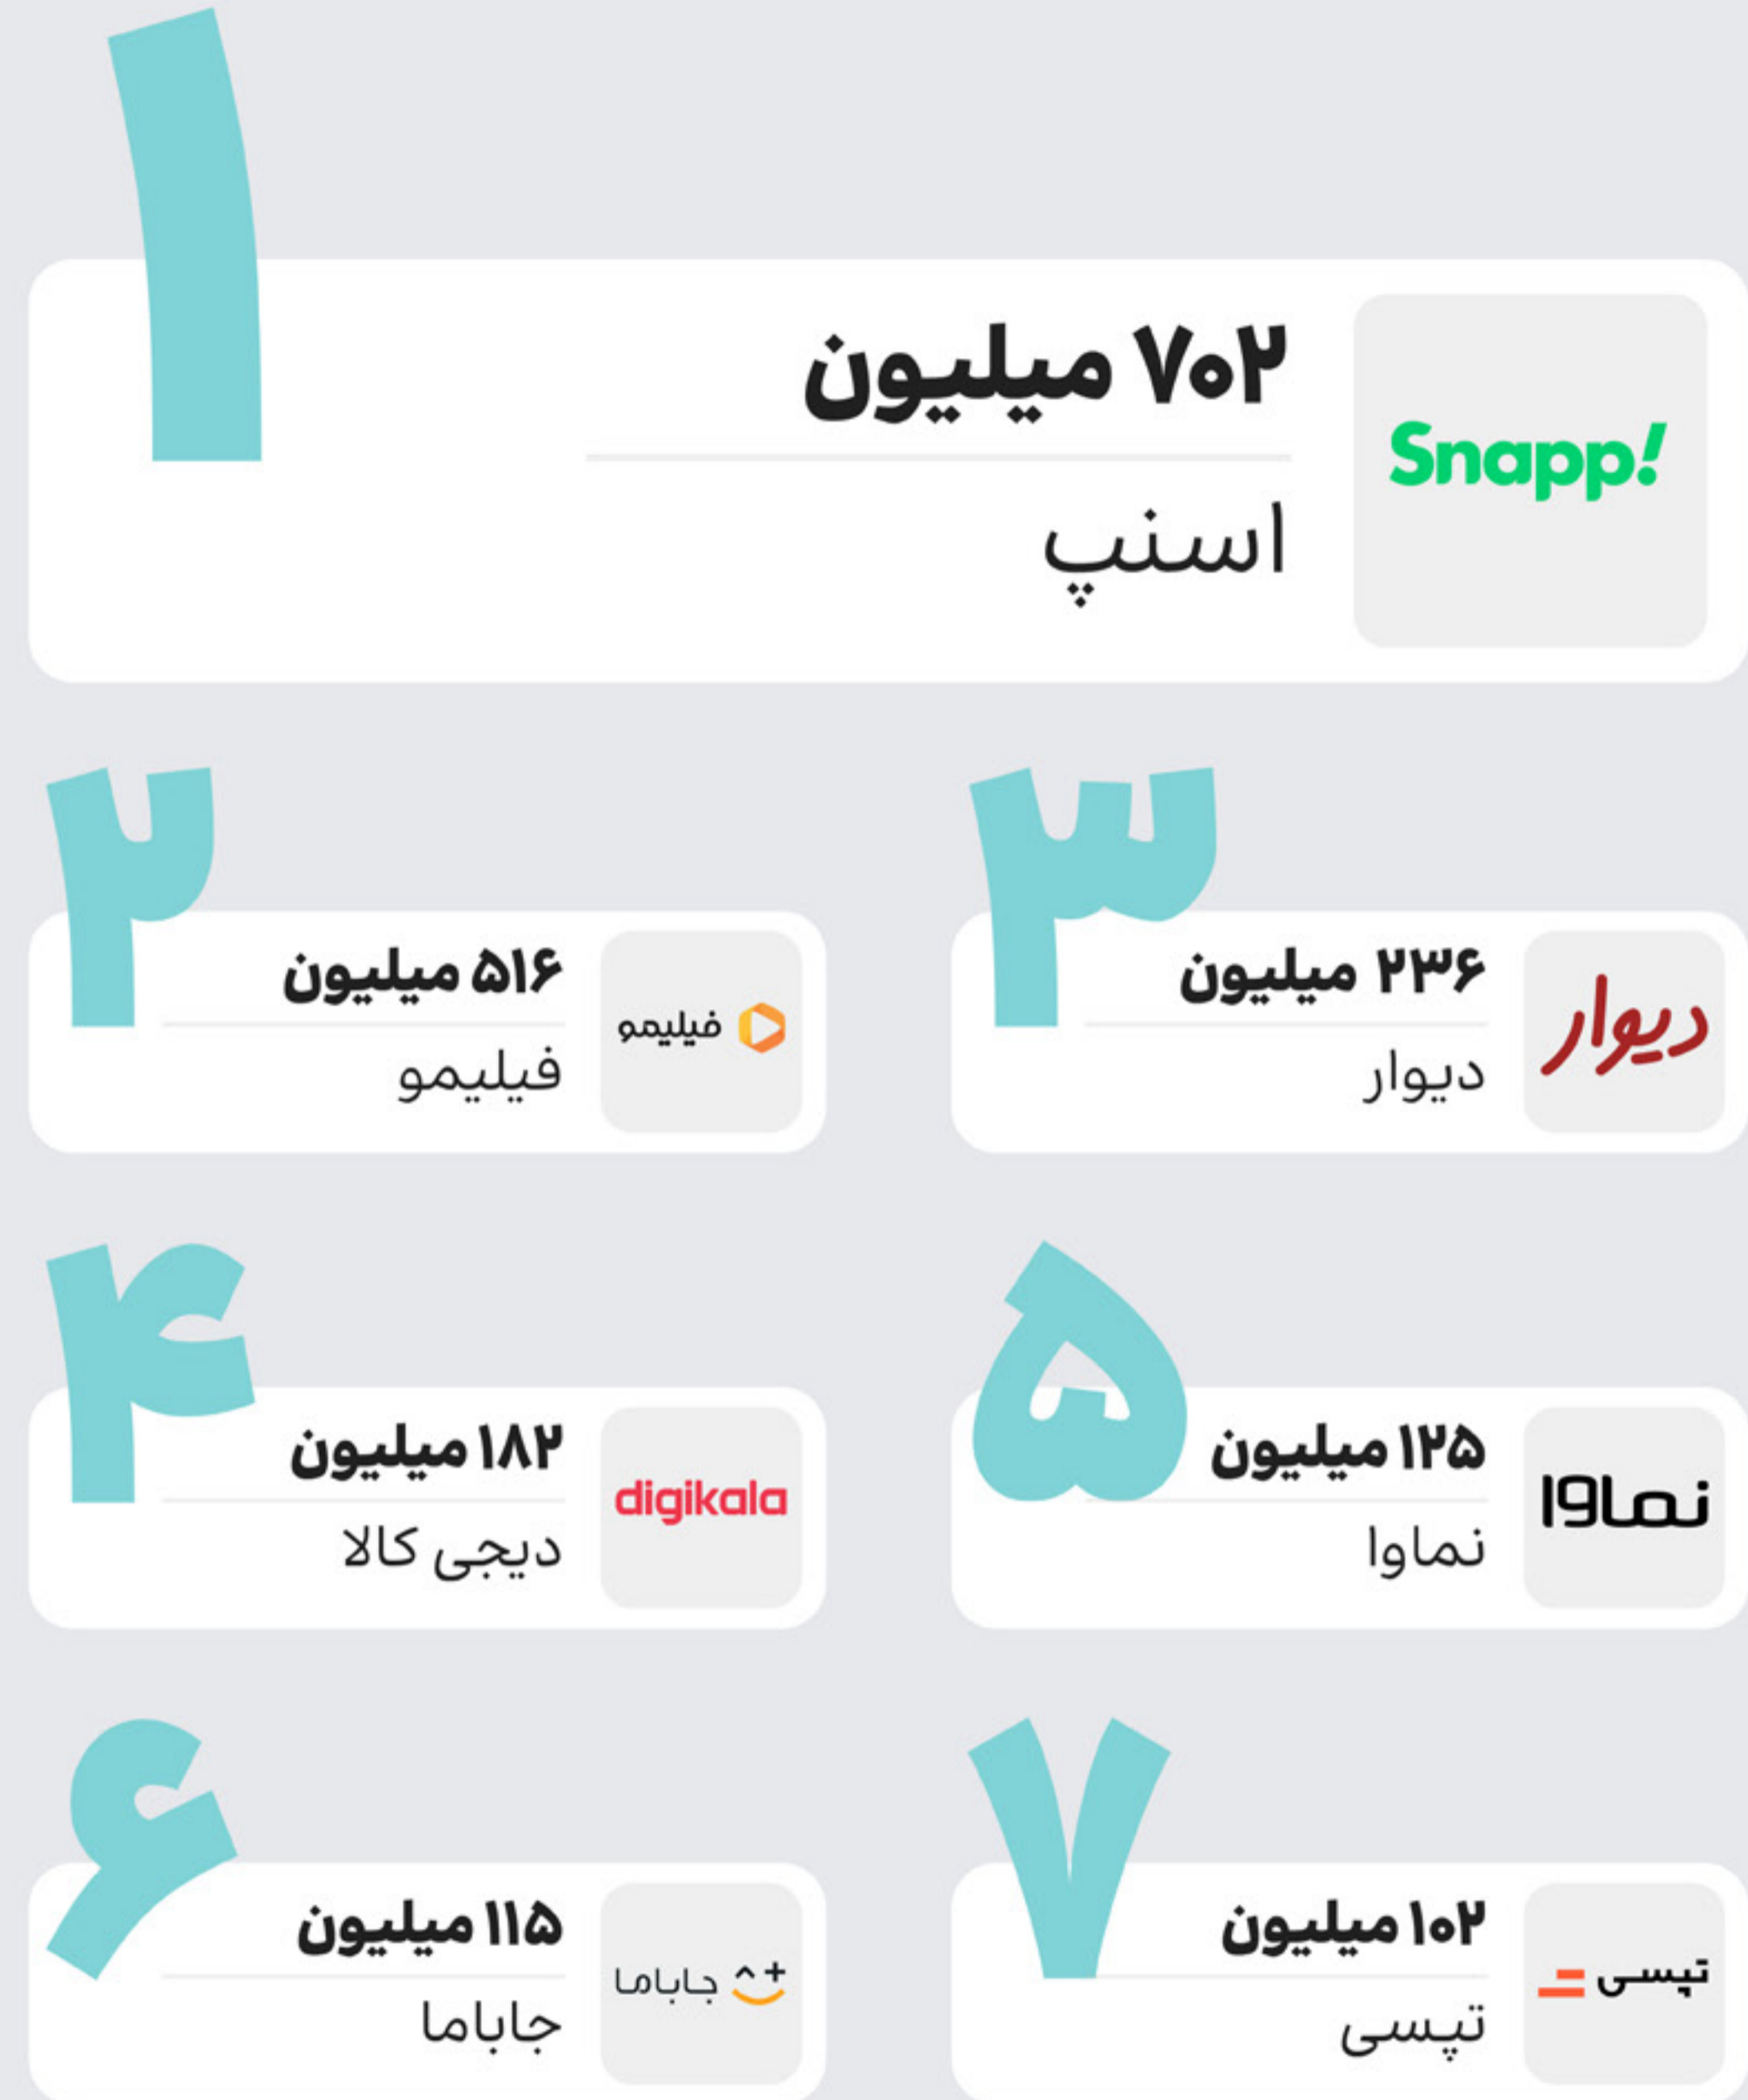 ۱
۷۰۲ میلیون
Snapp!
اسنپ
۲
۵۱۶ میلیون
فیلیمو
فیلیمو
۳
۲۳۶ میلیون
دیوار
دیوار
۴
۱۸۲ میلیون
digikala
دیجی کالا
۵
۱۲۵ میلیون
نماوا
نماوا
۶
۱۱۵ میلیون
جاباما
جاباما
۷
۱۰۲ میلیون
تپسی
تپسی